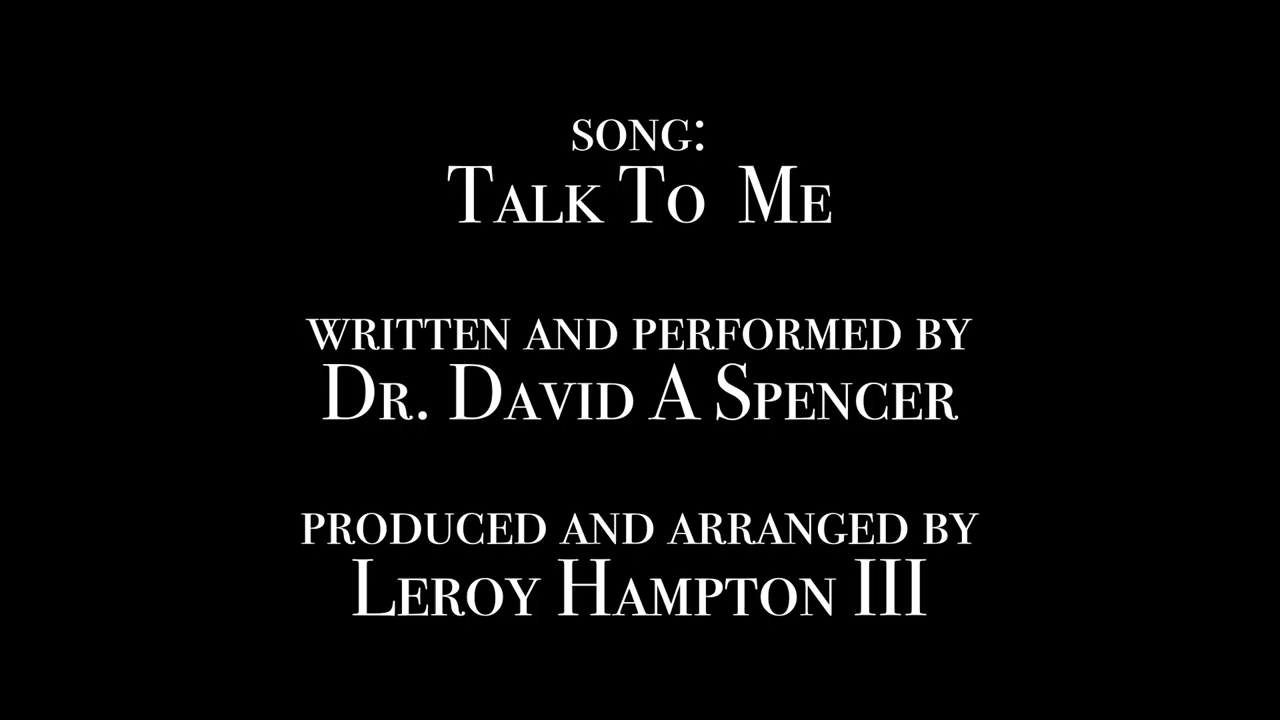 SONG:
TALK TO ME
WRITTEN AND PERFORMED BY
DR. DAVID A SPENCER
PRODUCED AND ARRANGED BY
LEROY HAMPTON III